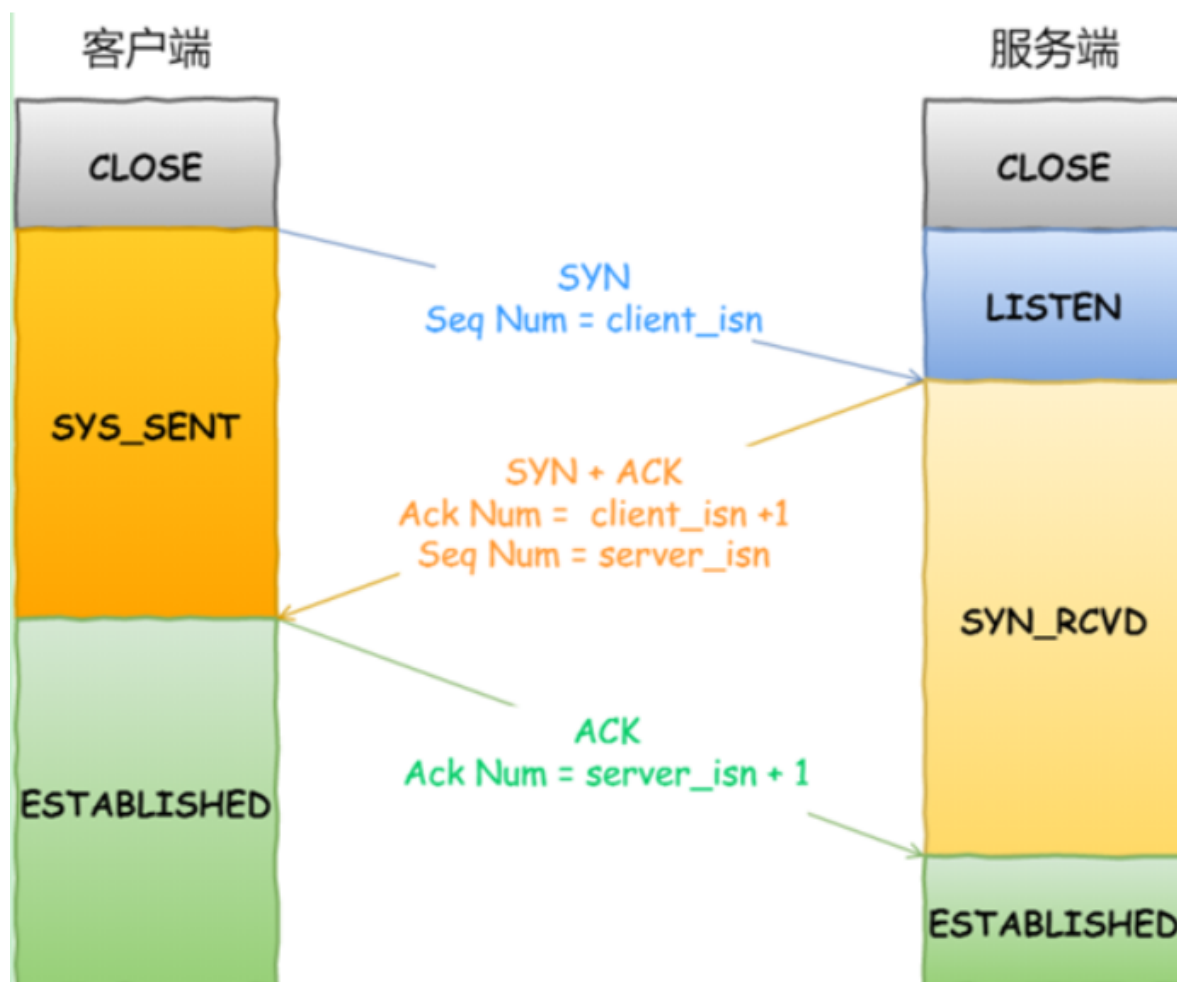 客户端
服务端
CLOSE
CLOSE
SYN
Seq Num = client_isn
LISTEN
SYS_SENT
SYN + ACK
Ack Num =  client_isn +1
Seq Num = server_isn
SYN_RCVD
ACK
Ack Num = server_isn + 1
ESTABLISHED
ESTABLISHED